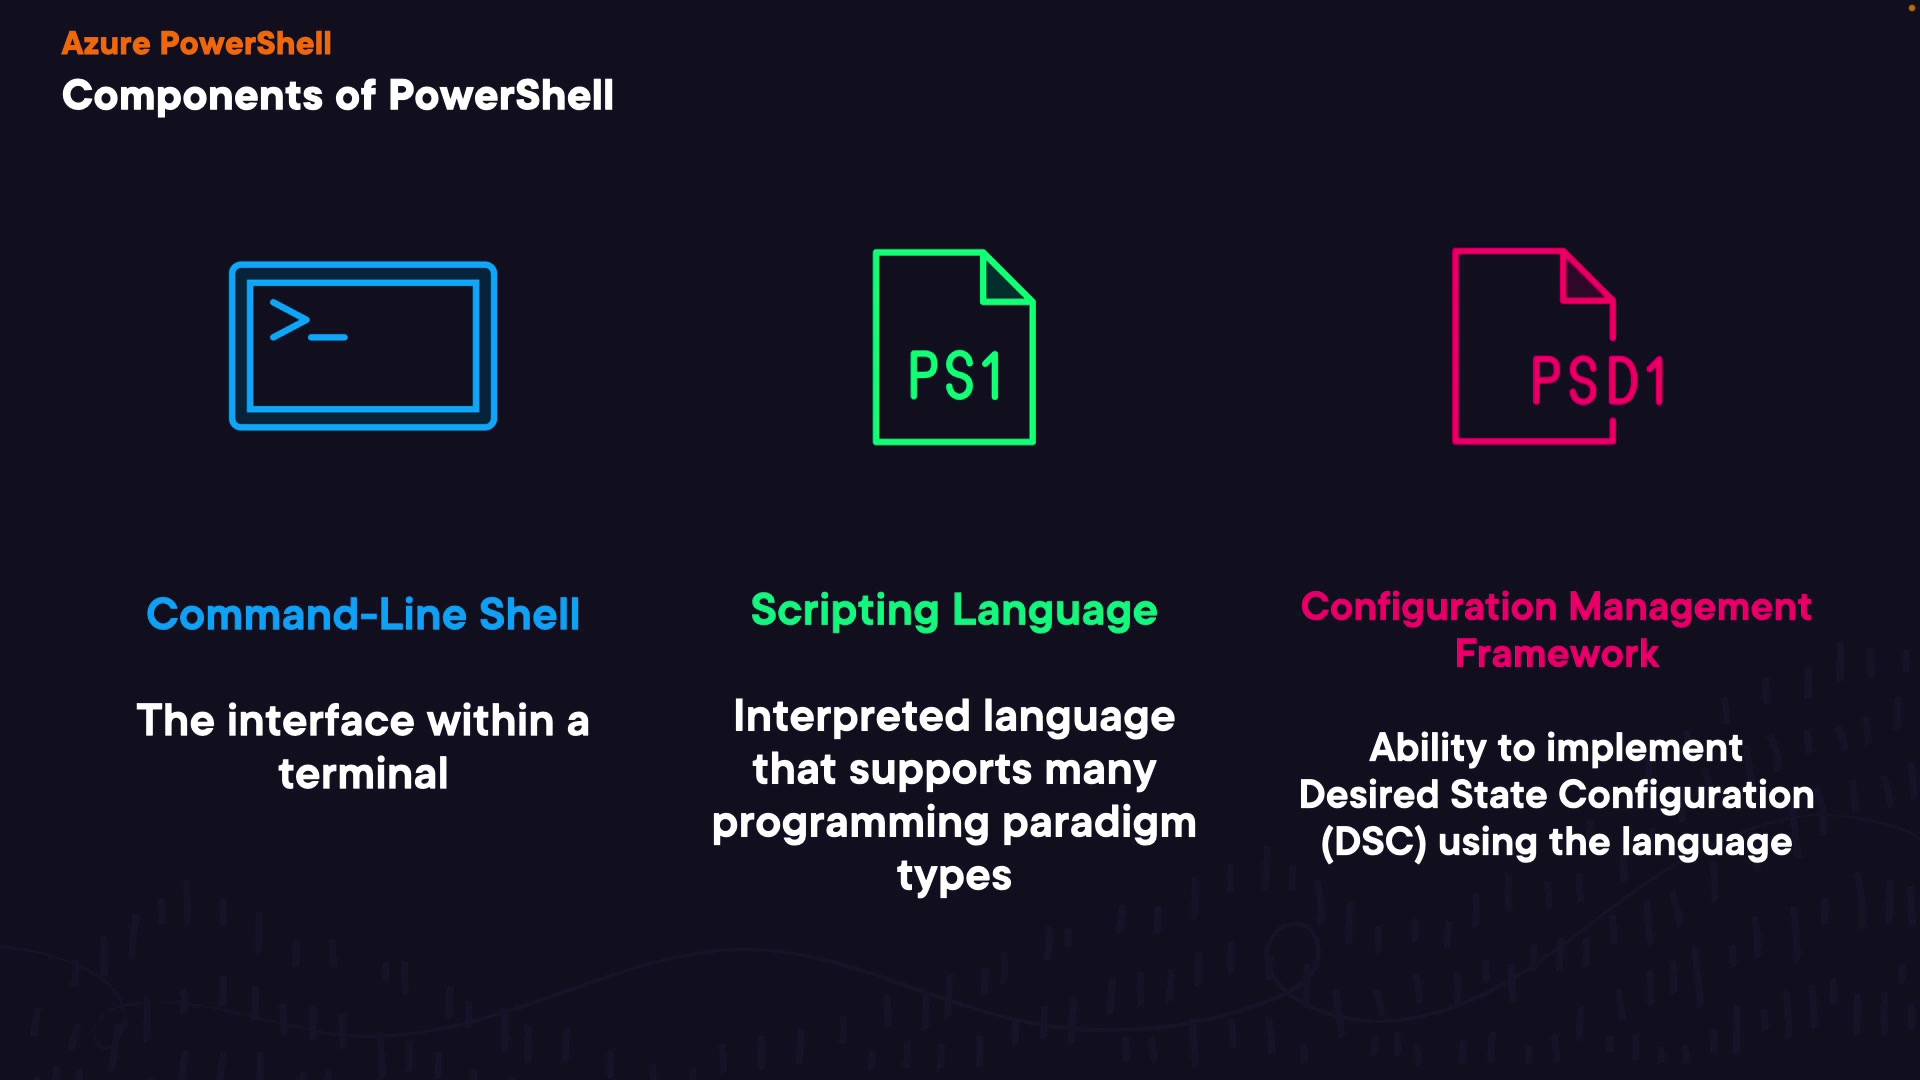 Azure PowerShell
Components of PowerShell
>_
PS1
PSD1
Command-Line Shell
The interface within a
terminal
Scripting Language
Interpreted language
that supports many
programming paradigm
types
Configuration Management
Framework
Ability to implement
Desired State Configuration
(DSC) using the language